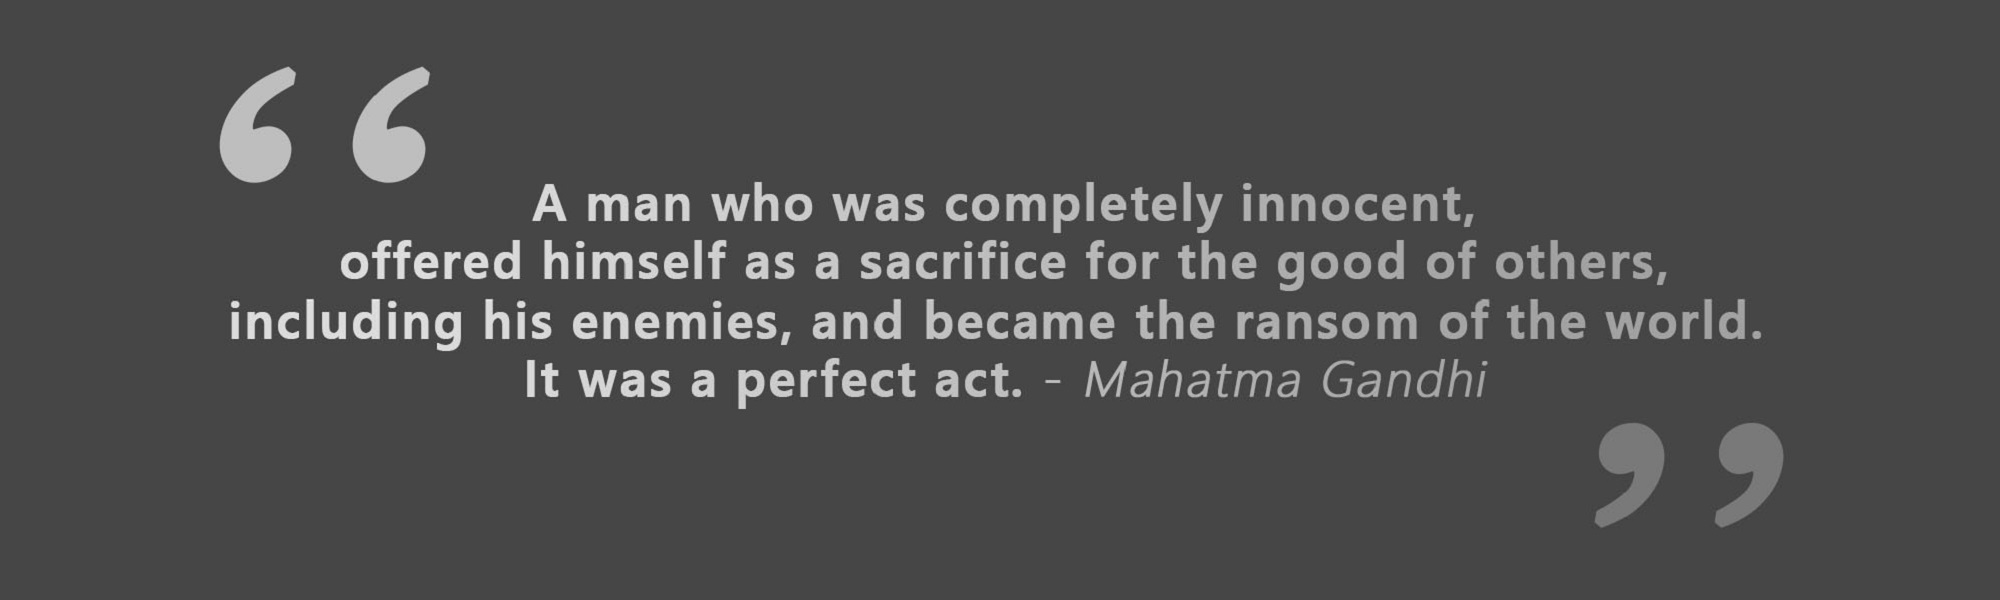 A man who was completely innocent,
offered himself as a sacrifice for the good of others,
including his enemies, and became the ransom of the world.
It was a perfect act. - Mahatma Gandhi